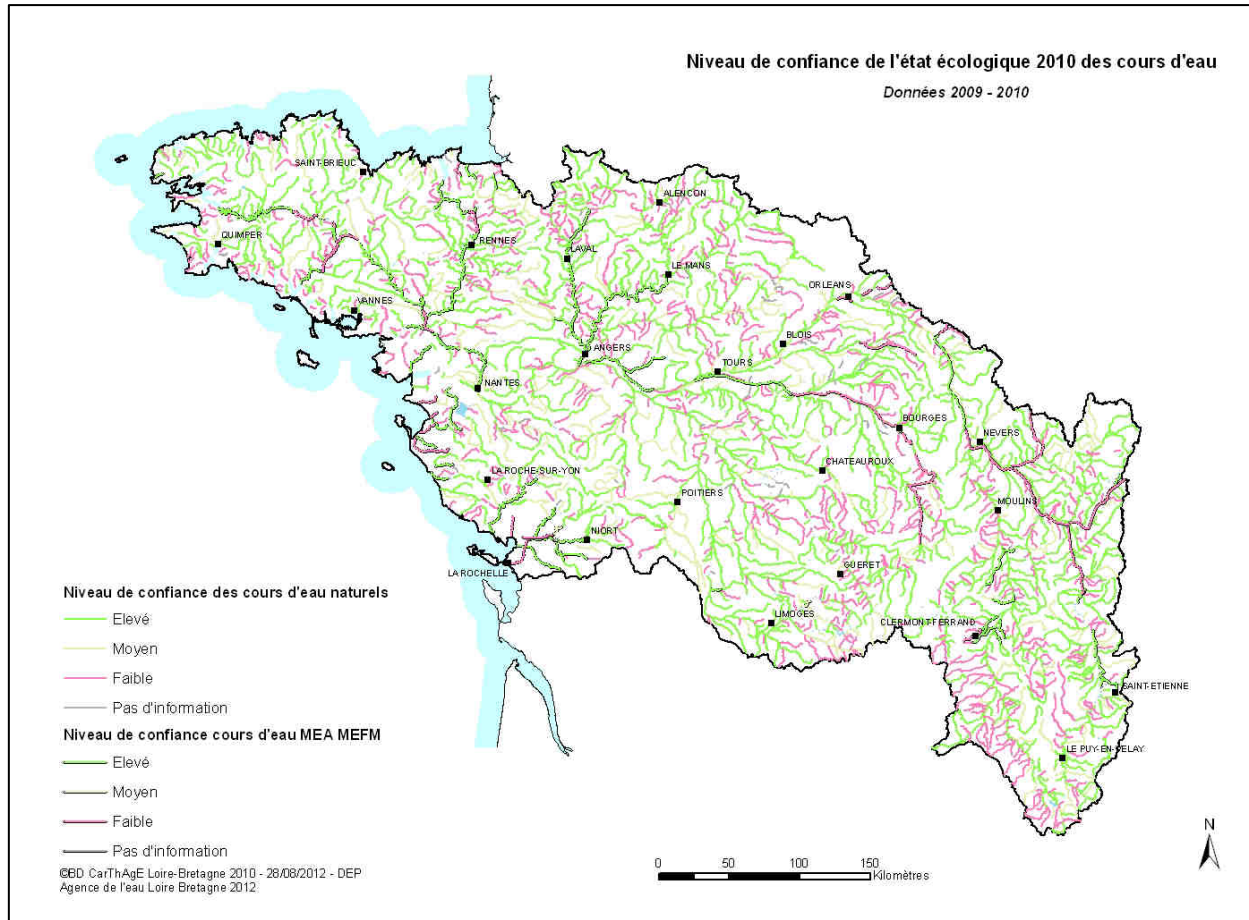 Niveau de confiance de l'état écologique 2010 des cours d'eau
Données 2009 - 2010
SAINT-BRIEUC
ALENCON
QUIMPER
RENNES
LAVAL
LE MANS
ORLEANS
VANNES
BLOIS
ANGERS
TOURS
NANTES
BOURGES
NEVERS
LA ROCHE-SUR-YON
CHATEAUROUX
POITIERS
MOULINS
NIORT
LA ROCHELLE
GUERET
LIMOGES
CLERMONT-FERRAND
SAINT-ETIENNE
LE PUY-EN-VELAY
Niveau de confiance des cours d'eau naturels
Elevé
Moyen
Faible
Pas d'information
Niveau de confiance cours d'eau MEA MEFM
Elevé
Moyen
Faible
Pas d'information
©BD CarThAgE Loire-Bretagne 2010 - 28/08/2012 - DEP
Agence de l'eau Loire Bretagne 2012
0 50 100 150
Kilomètres
N